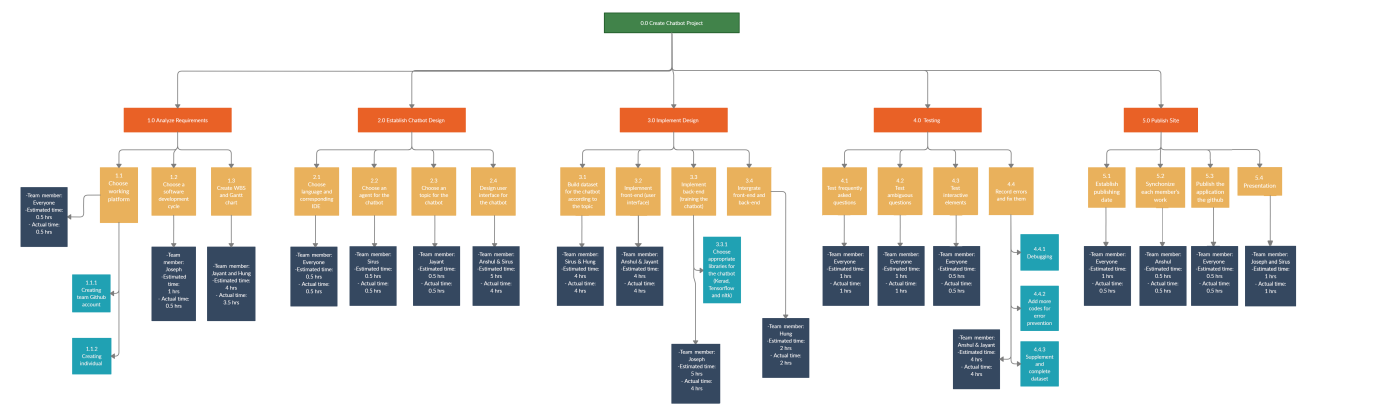 0.0 Create Chatbot Project
1.0 Analyze Requirements
2.0 Establish Chatbot Design
3.0 Implement Design
4.0 Testing
5.0 Publish Site
1.1
Choose
working
platform
1.2
Choose a
software
development
cycle
1.3
Create WBS
and Gantt
chart
2.1
Choose
language and
corresponding
IDE
Choose an
agent for the
chatbot
Choose an
topic for the
chatbot
2.4
Design user
interface for
the chatbot
3.1
Build dataset
for the chatbot
according to
the topic
3.2
Implement
front-end (user
interface)
3.3
Implement
back-end
(training the
chatbot)
3.4
Intergrate
front-end and
back-end
4.1
Test frequently
asked
questions
4.2
Test
ambiguous
questions
4.3
Test
interactive
elements
4.4
Record errors
and fix them
5.1
Establish
publishing
date
5.2
Synchonize
each member's
work
5.3
Publish the
application
the github
5.4
Presentation
-Team member:
Everyone
-Estimated time:
0.5 hrs
- Actual time:
0.5 hrs
-Team
member:
Joseph
-Estimated
time:
1 hrs
- Actual time:
0.5 hrs
-Team member:
Jayant and Hung
-Estimated time:
4 hrs
- Actual time:
3.5 hrs
-Team member:
Everyone
-Estimated time:
0.5 hrs
- Actual time:
0.5 hrs
-Team member:
Sirus
-Estimated time:
0.5 hrs
- Actual time:
0.5 hrs
-Team member:
Jayant
-Estimated time:
0.5 hrs
- Actual time:
0.5 hrs
-Team member:
Anshul & Sirus
-Estimated time:
5 hrs
- Actual time:
4 hrs
-Team member:
Sirus & Hung
-Estimated time:
4 hrs
- Actual time:
4 hrs
-Team member:
Anshul & Jayant
-Estimated time:
4 hrs
- Actual time:
4 hrs
3.3.1
Choose
appropriate
libraries for
the chatbot
Tensorflow
-Team member:
Everyone
-Estimated time:
1 hrs
- Actual time:
1 hrs
-Team member:
Everyone
-Estimated time:
1 hrs
- Actual time:
1 hrs
-Team member:
Everyone
-Estimated time:
0.5 hrs
- Actual time:
1 hrs
4.4.1
Debugging
-Team member:
Everyone
-Estimated time:
1 hrs
- Actual time:
0.5 hrs
-Team member:
Anshul
-Estimated time:
0.5 hrs
- Actual time:
0.5 hrs
-Team member:
Everyone
-Estimated time:
0.5 hrs
- Actual time:
0.5 hrs
-Team member:
Joseph and Sirus
-Estimated time:
1 hrs
- Actual time:
1 hrs
1.1.1
Creating
team Github
account
4.4.2
Add more
codes for
error
prevention
1.1.2
Creating
individual
-Team member:
Joseph
-Estimated time:
5 hrs
- Actual time:
4 hrs
-Team member:
Hung
-Estimated time:
2 hrs
- Actual time:
2 hrs
-Team member:
Anshul & Jayant
-Estimated time:
4 hrs
- Actual time:
4 hrs
4.4.3
Supplement
and
complete
dataset